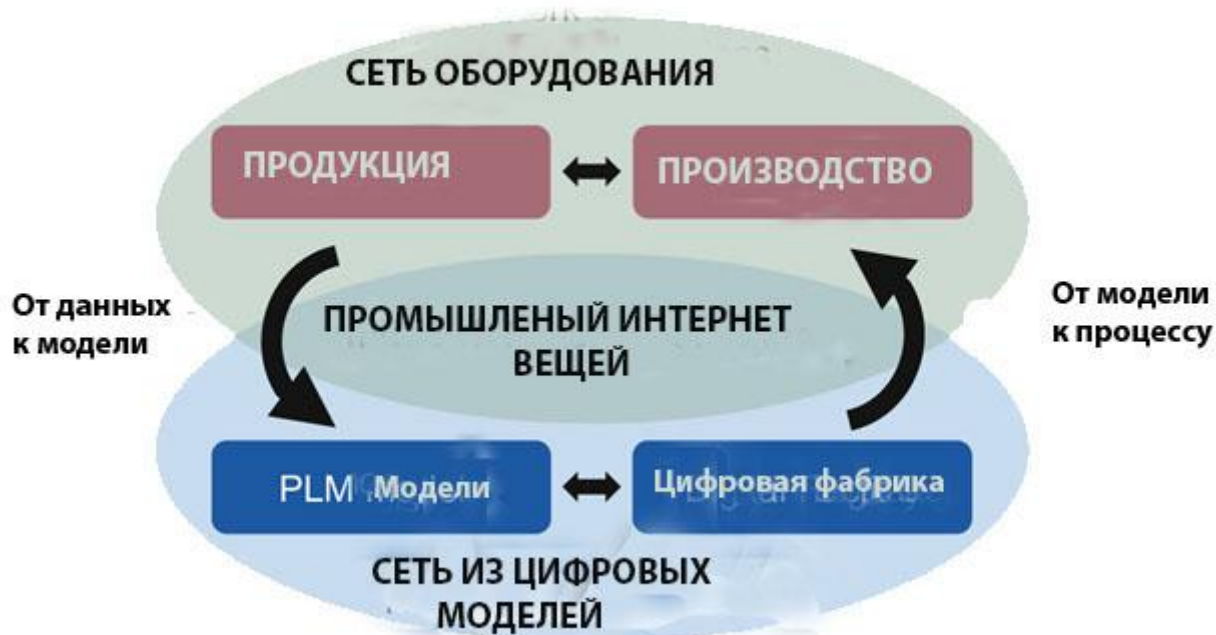 СЕТЬ ОБОРУДОВАНИЯ
ПРОДУКЦИЯ
ПРОИЗВОДСТВО
От данных
к модели
ПРОМЫШЛЕНЫЙ ИНТЕРНЕТ
ВЕЩЕЙ
От модели
к процессу
PLM Модели
Цифровая фабрика
СЕТЬ ИЗ ЦИФРОВЫХ
МОДЕЛЕЙ